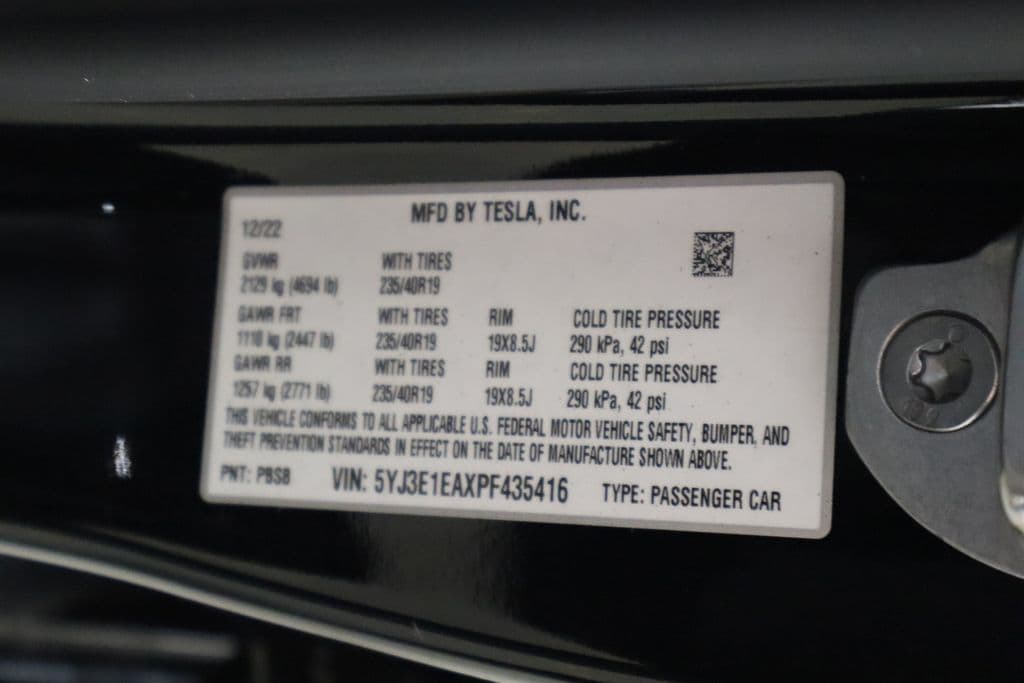 MFD BY TESLA, INC.
12/22
GVWR WITH TIRES
2129 kg (4694 lb) 235/40R19
GAWR FRT WITH TIRES RIM COLD TIRE PRESSURE
1110 kg (2447 lb) 235/40R19 19X8.5J 290 kPa, 42 psi
GAWR RR WITH TIRES RIM COLD TIRE PRESSURE
1257 kg (2771 lb) 235/40R19 19X8.5J 290 kPa, 42 psi
THIS VEHICLE CONFORMS TO ALL APPLICABLE U.S. FEDERAL MOTOR VEHICLE SAFETY, BUMPER, AND
THEFT PREVENTION STANDARDS IN EFFECT ON THE DATE OF MANUFACTURE SHOWN ABOVE.
PNT: PBSB VIN: 5YJ3E1EAXPF435416 TYPE: PASSENGER CAR